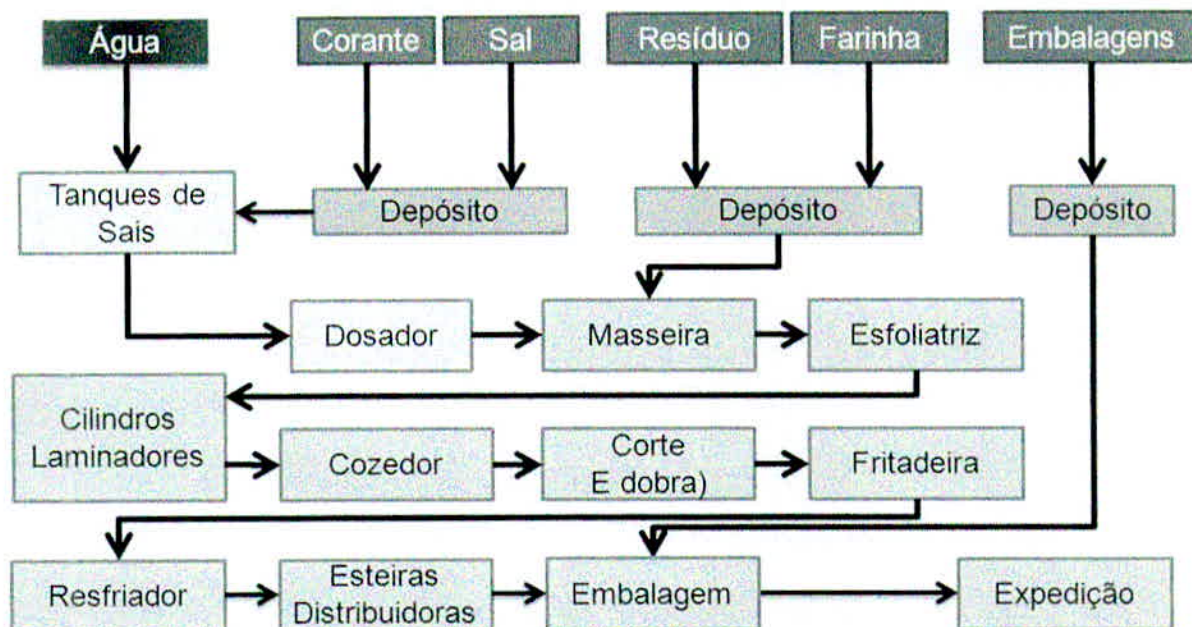 Água
Corante
Sal
Resíduo
Farinha
Embalagens
Tanques de
Sais
Depósito
Depósito
Depósito
Dosador
Masseira
Esfoliatriz
Cilindros
Laminadores
Cozedor
Corte
E dobra)
Fritadeira
Resfriador
Esteiras
Distribuidoras
Embalagem
Expedição